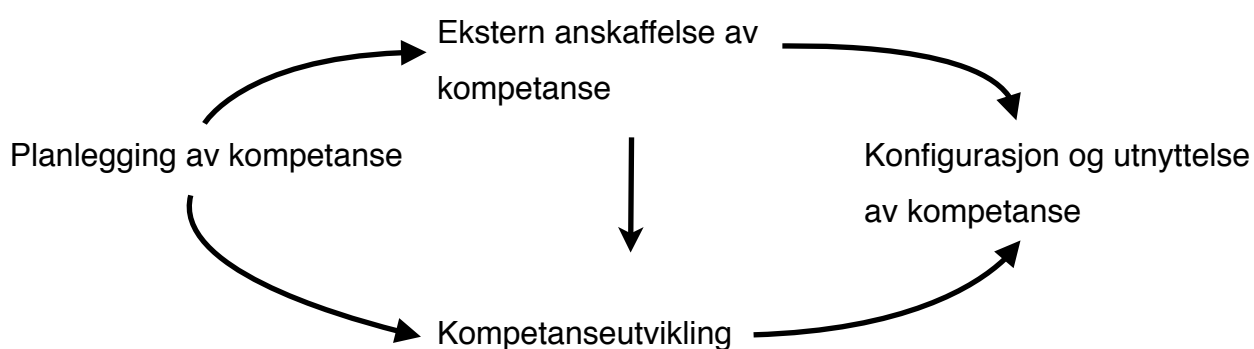 Ekstern anskaffelse av
kompetanse
Planlegging av kompetanse
Konfigurasjon og utnyttelse
av kompetanse
Kompetanseutvikling